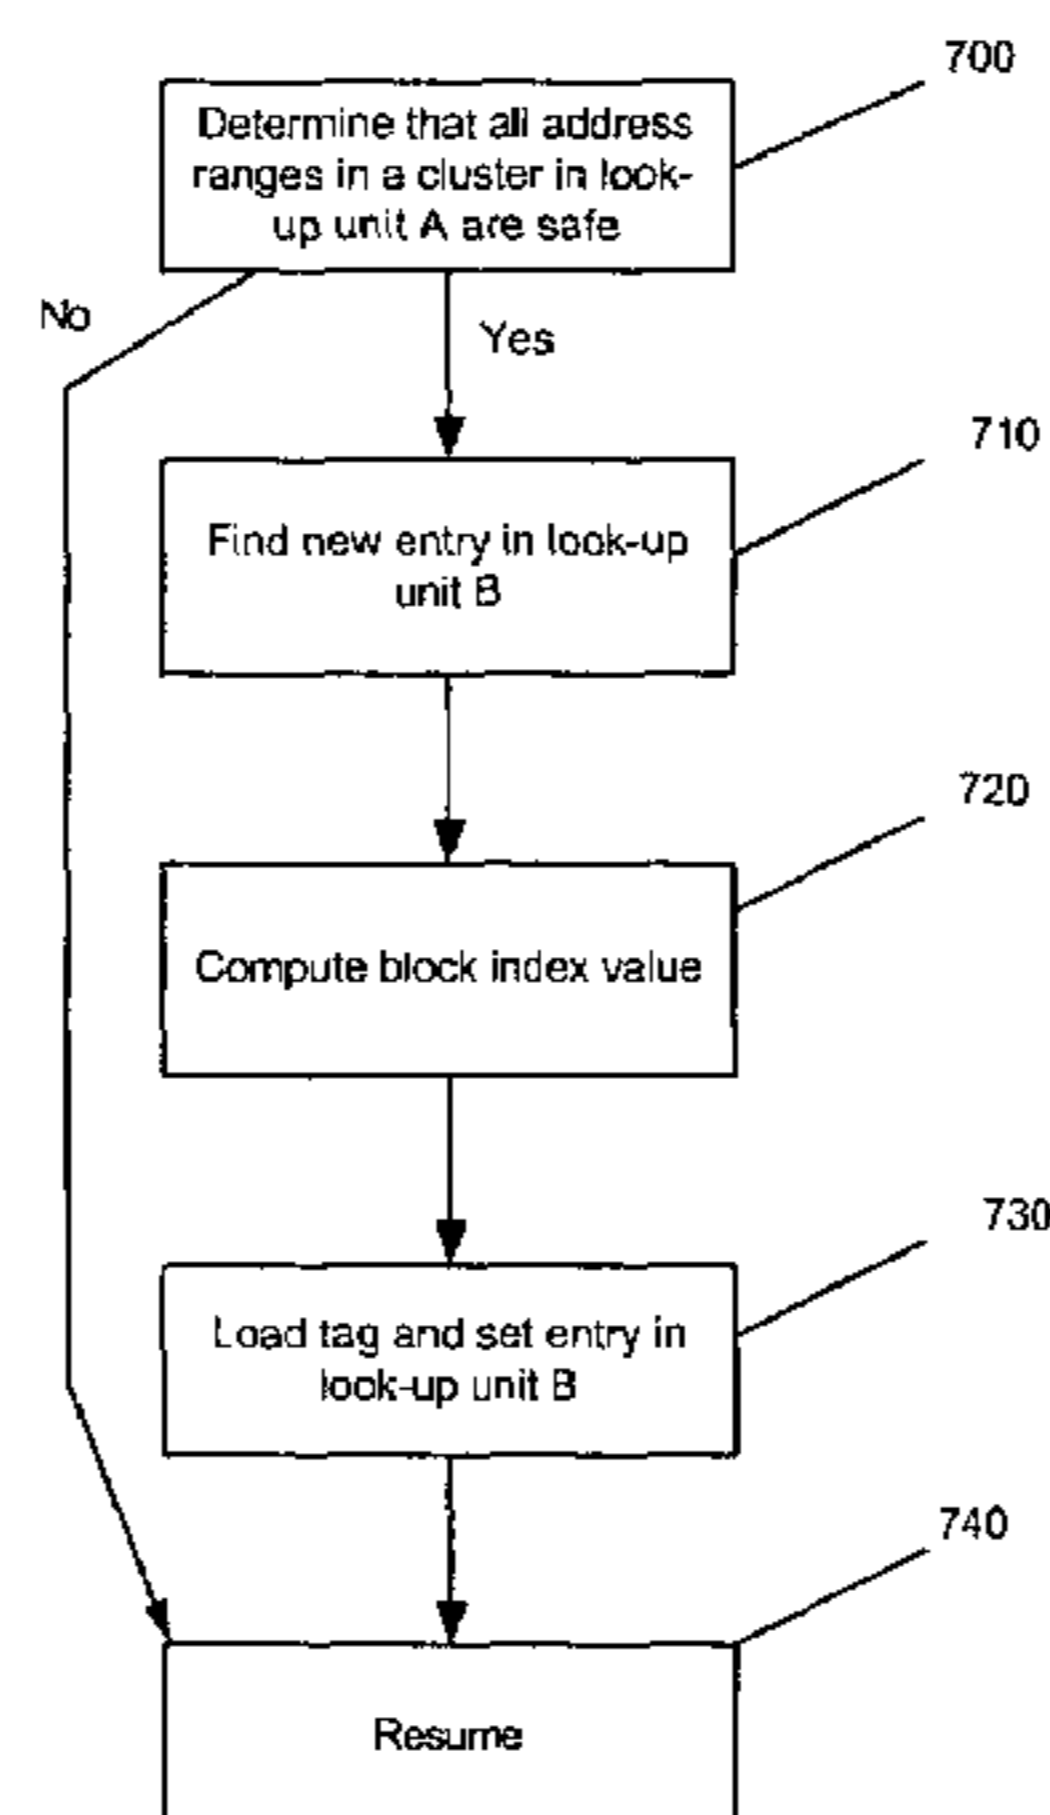 700
Determine that all address
ranges in a cluster in look-
up unit A are safe
No
Yes
710
Find new entry in look-up
unit B
720
Compute block index value
730
Load tag and set entry in
look-up unit B
740
Resume